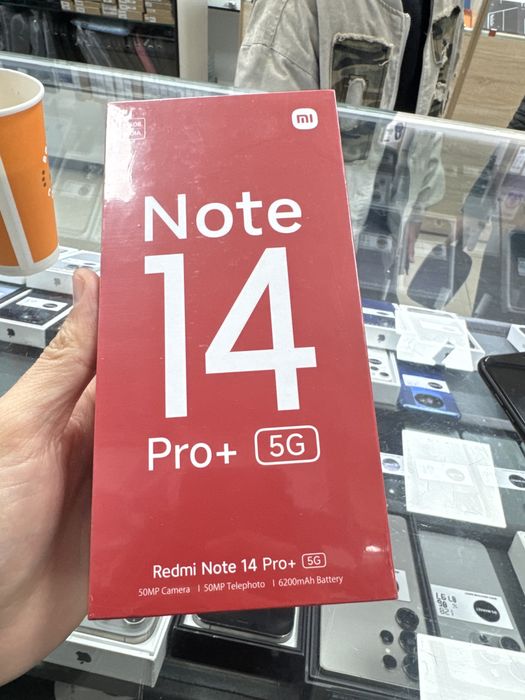 mi
Note
14
Pro+ 5G
Redmi Note 14 Pro+ 5G
50MP Camera | 50MP Telephoto | 6200mAh Battery